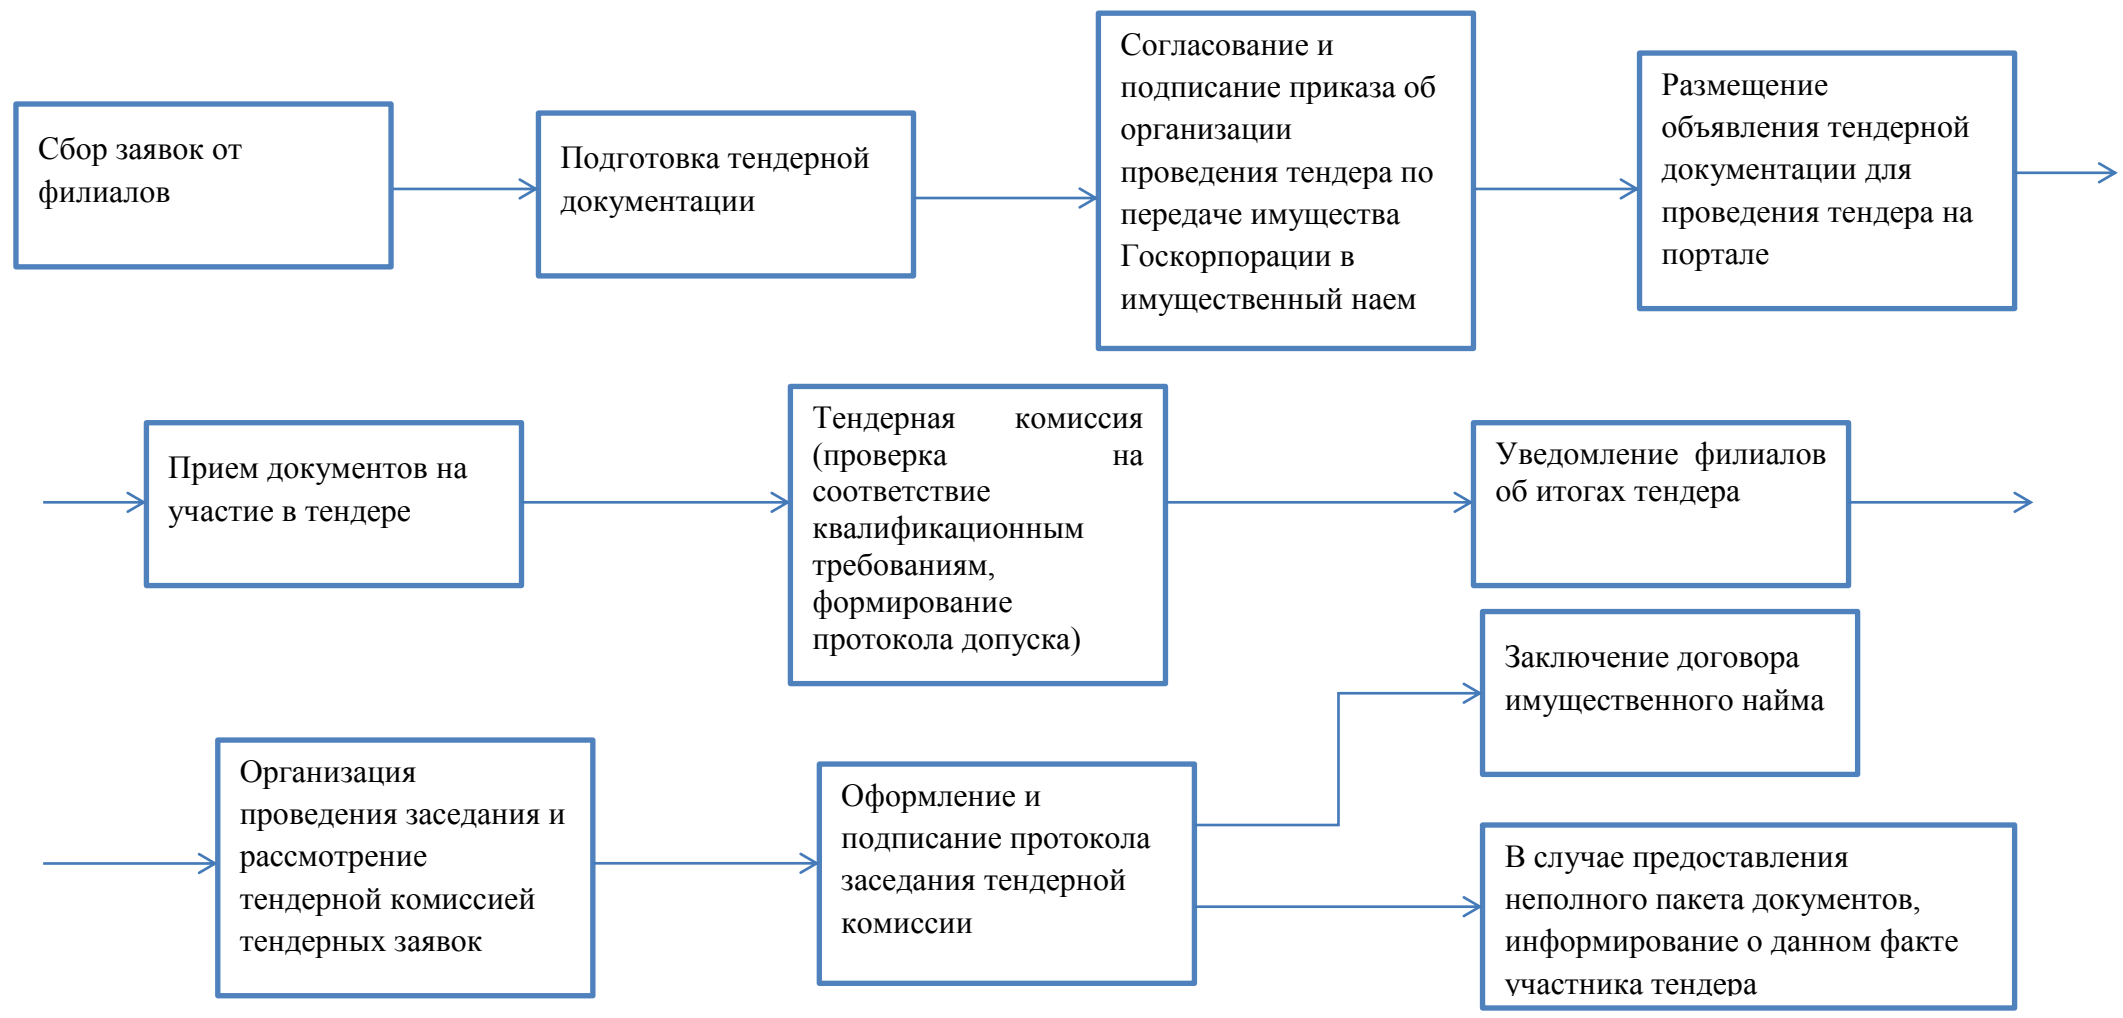 Сбор заявок от
филиалов
Подготовка тендерной
документации
Согласование и
подписание приказа об
организации
проведения тендера по
передаче имущества
Госкорпорации в
имущественный наем
Размещение
объявления тендерной
документации для
проведения тендера на
портале
Прием документов на
участие в тендере
Тендерная комиссия
(проверка на
соответствие
квалификационным
требованиям,
формирование
протокола допуска)
Уведомление филиалов
об итогах тендера
Организация
проведения заседания и
рассмотрение
тендерной комиссией
тендерных заявок
Оформление и
подписание протокола
заседания тендерной
комиссии
Заключение договора
имущественного найма
В случае предоставления
неполного пакета документов,
информирование о данном факте
участника тендера